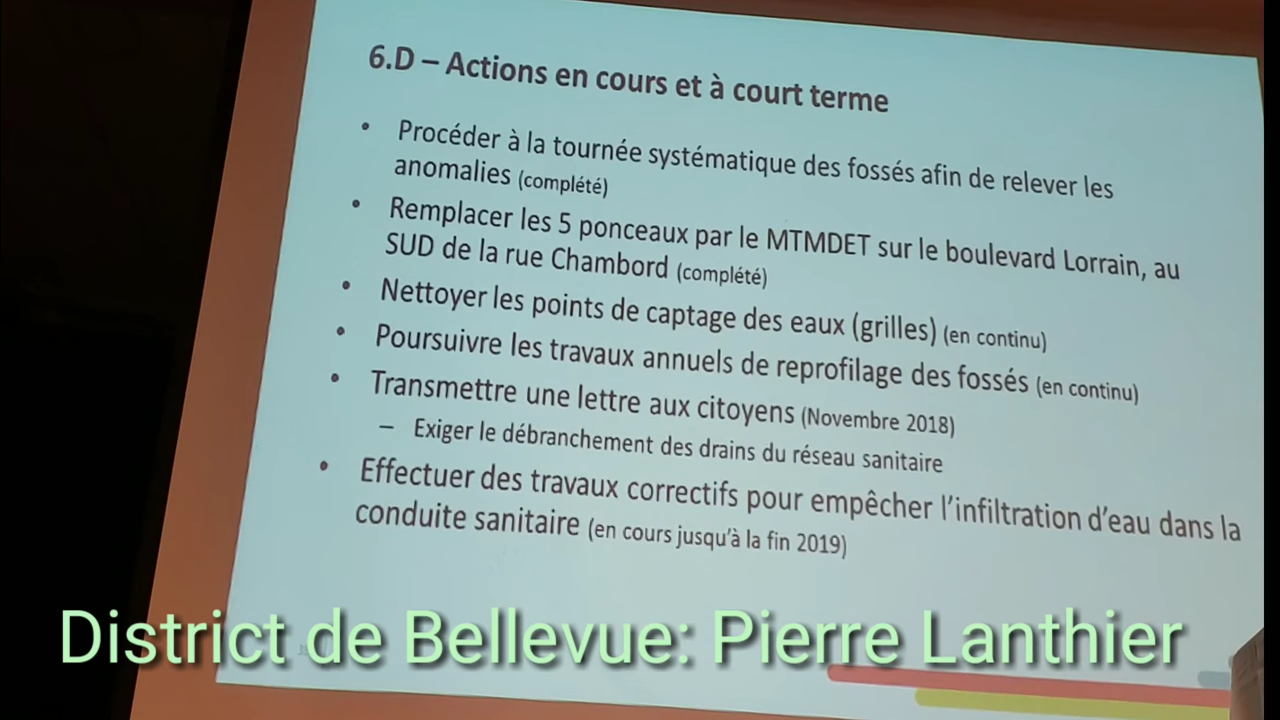 6.D – Actions en cours et à court terme
• Procéder à la tournée systématique des fossés afin de relever les
anomalies (complété)
• Remplacer les 5 ponceaux par le MTMDET sur le boulevard Lorrain, au
SUD de la rue Chambord (complété)
• Nettoyer les points de captage des eaux (grilles) (en continu)
• Poursuivre les travaux annuels de reprofilage des fossés (en continu)
• Transmettre une lettre aux citoyens (Novembre 2018)
– Exiger le débranchement des drains du réseau sanitaire
• Effectuer des travaux correctifs pour empêcher l'infiltration d'eau dans la
conduite sanitaire (en cours jusqu'à la fin 2019)
District de Bellevue: Pierre Lanthier